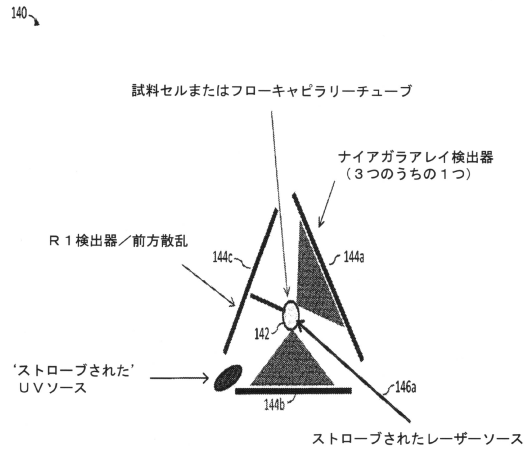 140
試料セルまたはフローキャピラリーチューブ
ナイアガラアレイ検出器
（３つのうちの１つ）
Ｒ１検出器／前方散乱
144c
144a
142
'ストローブされた'
ＵＶソース
144b
146a
ストローブされたレーザーソース